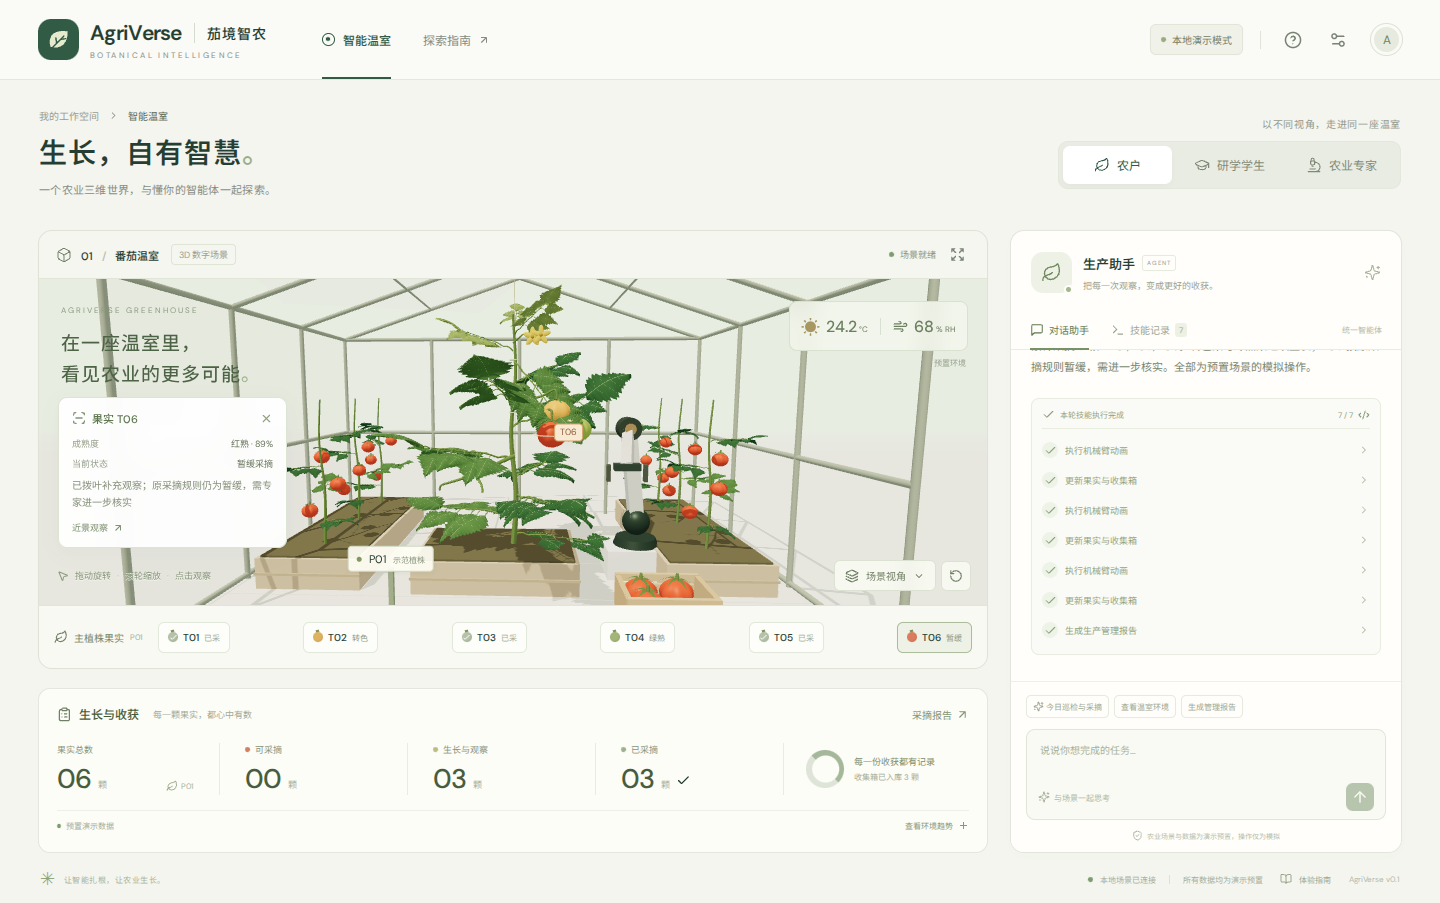 AgriVerse 茄境智农
BOTANICAL INTELLIGENCE
智能温室
探索指南
本地演示模式
A
我的工作空间 > 智能温室
生长，自有智慧。
一个农业三维世界，与懂你的智能体一起探索。
以不同视角，走进同一座温室
农户
研学学生
农业专家
01 / 番茄温室 3D 数字场景
场景就绪
AGRIVERSE GREENHOUSE
在一座温室里，
看见农业的更多可能。
24.2 °C 68 % RH
预置环境
果实 T06
成熟度 红熟 · 89%
当前状态 暂缓采摘
已拨叶补充观察；原采摘规则仍为暂缓，需专
家进一步核实
近景观察
T06
P01 示范植株
拖动旋转 滚轮缩放 点击观察
场景视角
主植株果实 P01
T01 已采
T02 转色
T03 已采
T04 绿熟
T05 已采
T06 暂缓
生长与收获 每一颗果实，都心中有数
采摘报告
果实总数
06 颗
P01
可采摘
00 颗
生长与观察
03 颗
已采摘
03 颗
每一份收获都有记录
收集箱已入库 3 颗
预置演示数据
查看环境趋势
生产助手 AGENT
把每一次观察，变成更好的收获。
对话助手
技能记录 7
统一智能体
摘规则暂缓，需进一步核实。全部为预置场景的模拟操作。
本轮技能执行完成 7 / 7
执行机械臂动画
更新果实与收集箱
执行机械臂动画
更新果实与收集箱
执行机械臂动画
更新果实与收集箱
生成生产管理报告
今日巡检与采摘
查看温室环境
生成管理报告
说说你想完成的任务…
与场景一起思考
农业场景与数据为演示预置，操作仅为模拟
让智能扎根，让农业生长。
本地场景已连接
所有数据均为演示预置
体验指南
AgriVerse v0.1